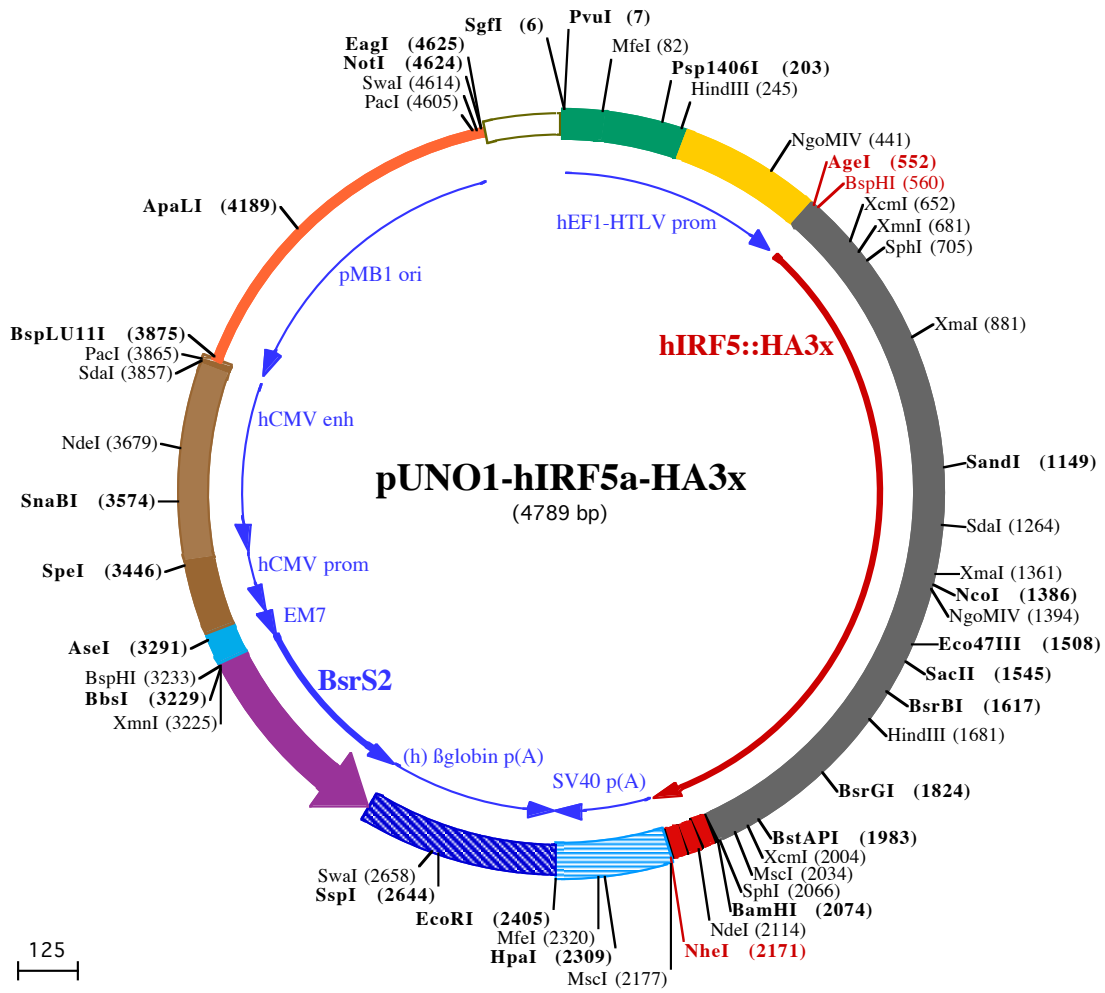 SgfI (6)
PvuI (7)
MfeI (82)
Psp1406I (203)
HindIII (245)
NgoMIV (441)
AgeI (552)
BspHI (560)
XcmI (652)
XmnI (681)
SphI (705)
XmaI (881)
SandI (1149)
SdaI (1264)
XmaI (1361)
NcoI (1386)
NgoMIV (1394)
Eco47III (1508)
SacII (1545)
BsrBI (1617)
HindIII (1681)
BsrGI (1824)
BstAPI (1983)
XcmI (2004)
MscI (2034)
SphI (2066)
BamHI (2074)
NdeI (2114)
NheI (2171)
MscI (2177)
HpaI (2309)
MfeI (2320)
EcoRI (2405)
SspI (2644)
SwaI (2658)
XmnI (3225)
BbsI (3229)
BspHI (3233)
AseI (3291)
SpeI (3446)
SnaBI (3574)
NdeI (3679)
SdaI (3857)
PacI (3865)
BspLU11I (3875)
ApaLI (4189)
PacI (4605)
SwaI (4614)
NotI (4624)
EagI (4625)
hEF1-HTLV prom
hIRF5::HA3x
SV40 p(A)
(h) ßglobin p(A)
BsrS2
EM7
hCMV prom
hCMV enh
pMB1 ori
pUNO1-hIRF5a-HA3x
(4789 bp)
125